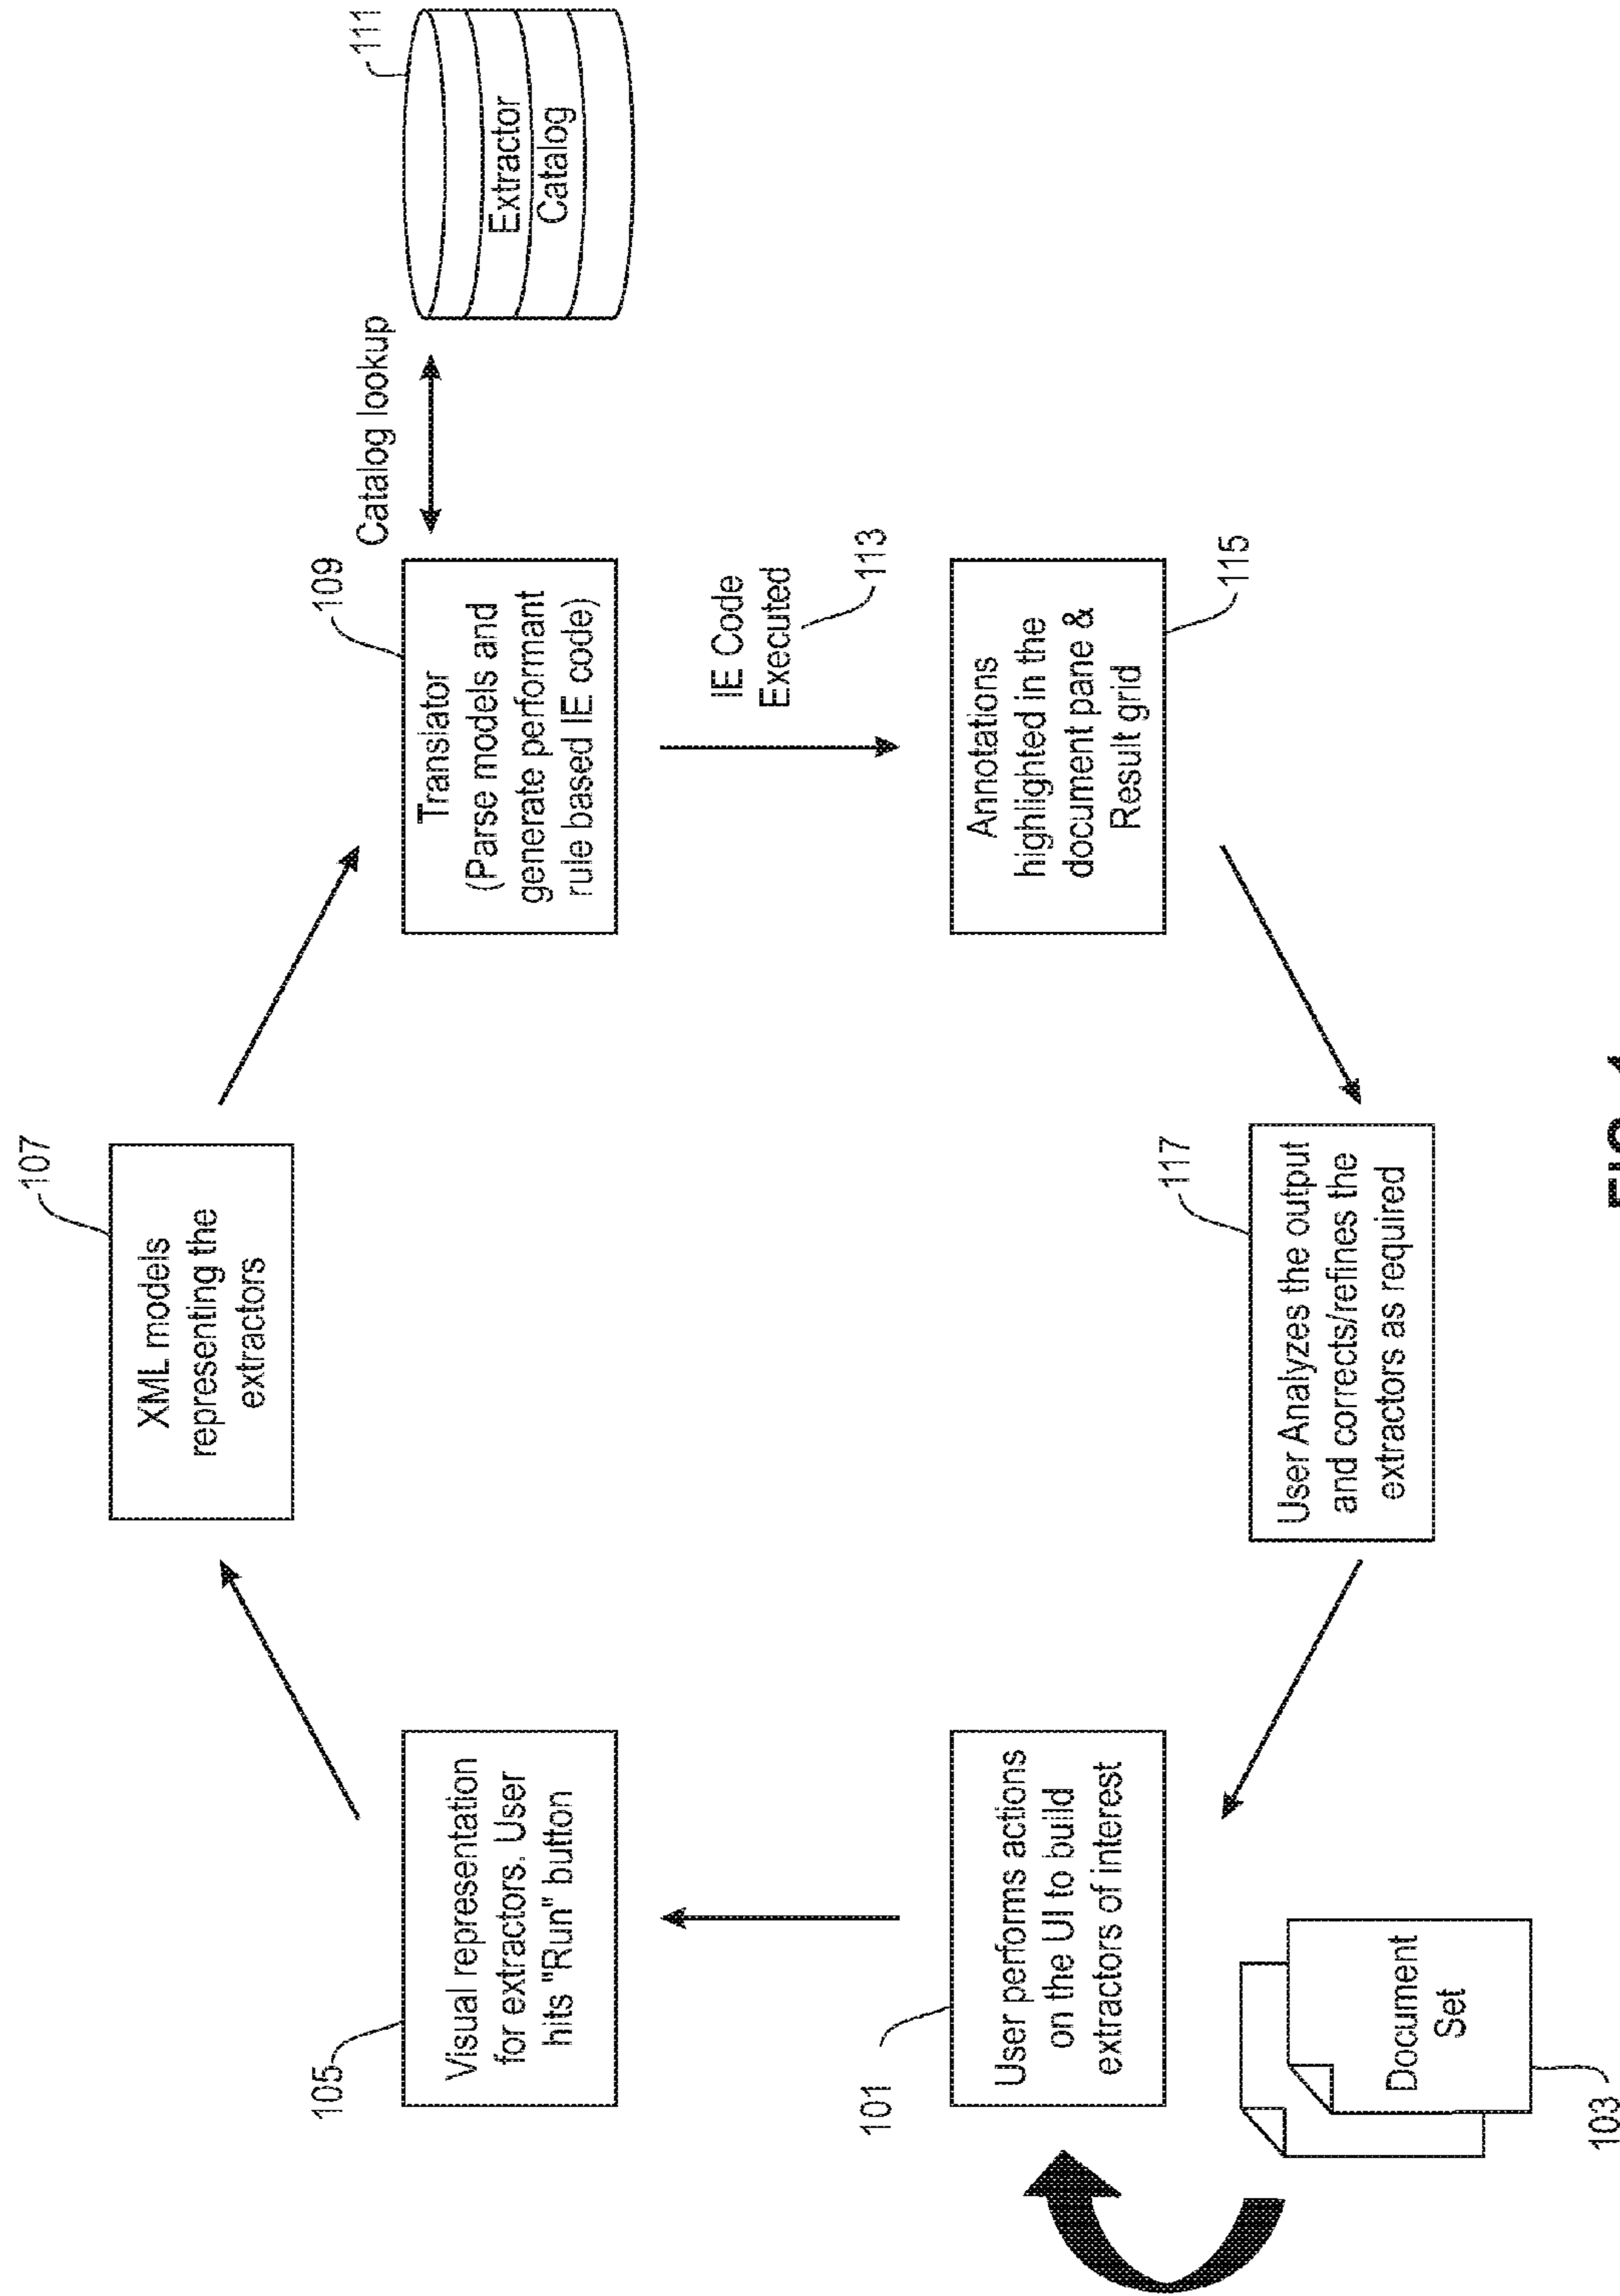 107
XML models
representing the
extractors
105
Visual representation
for extractors. User
hits "Run" button
109
Translator
(Parse models and
generate performant
rule based IE code)
Catalog lookup
111
Extractor
Catalog
IE Code
Executed
113
101
User performs actions
on the UI to build
extractors of interest
Annotations
highlighted in the
document pane &
Result grid
115
Document
Set
103
117
User Analyzes the output
and corrects/refines the
extractors as required